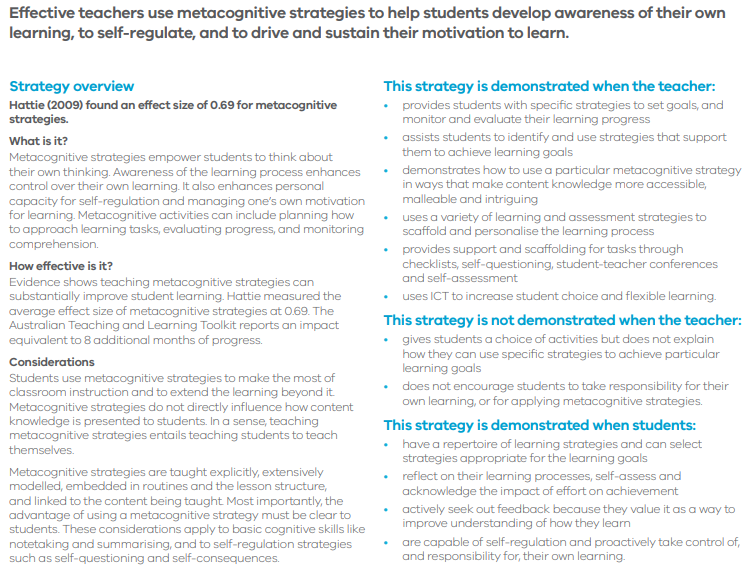 Effective teachers use metacognitive strategies to help students develop awareness of their own
learning, to self-regulate, and to drive and sustain their motivation to learn.
Strategy overview
Hattie (2009) found an effect size of 0.69 for metacognitive
strategies.
What is it?
Metacognitive strategies empower students to think about
their own thinking. Awareness of the learning process enhances
control over their own learning. It also enhances personal
capacity for self-regulation and managing one's own motivation
for learning. Metacognitive activities can include planning how
to approach learning tasks, evaluating progress, and monitoring
comprehension.
How effective is it?
Evidence shows teaching metacognitive strategies can
substantially improve student learning. Hattie measured the
average effect size of metacognitive strategies at 0.69. The
Australian Teaching and Learning Toolkit reports an impact
equivalent to 8 additional months of progress.
Considerations
Students use metacognitive strategies to make the most of
classroom instruction and to extend the learning beyond it.
Metacognitive strategies do not directly influence how content
knowledge is presented to students. In a sense, teaching
metacognitive strategies entails teaching students to teach
themselves.
Metacognitive strategies are taught explicitly, extensively
modelled, embedded in routines and the lesson structure,
and linked to the content being taught. Most importantly, the
advantage of using a metacognitive strategy must be clear to
students. These considerations apply to basic cognitive skills like
notetaking and summarising, and to self-regulation strategies
such as self-questioning and self-consequences.
This strategy is demonstrated when the teacher:
• provides students with specific strategies to set goals, and
monitor and evaluate their learning progress
• assists students to identify and use strategies that support
them to achieve learning goals
• demonstrates how to use a particular metacognitive strategy
in ways that make content knowledge more accessible,
malleable and intriguing
• uses a variety of learning and assessment strategies to
scaffold and personalise the learning process
• provides support and scaffolding for tasks through
checklists, self-questioning, student-teacher conferences
and self-assessment
• uses ICT to increase student choice and flexible learning.
This strategy is not demonstrated when the teacher:
• gives students a choice of activities but does not explain
how they can use specific strategies to achieve particular
learning goals
• does not encourage students to take responsibility for their
own learning, or for applying metacognitive strategies.
This strategy is demonstrated when students:
• have a repertoire of learning strategies and can select
strategies appropriate for the learning goals
• reflect on their learning processes, self-assess and
acknowledge the impact of effort on achievement
• actively seek out feedback because they value it as a way to
improve understanding of how they learn
• are capable of self-regulation and proactively take control of,
and responsibility for, their own learning.